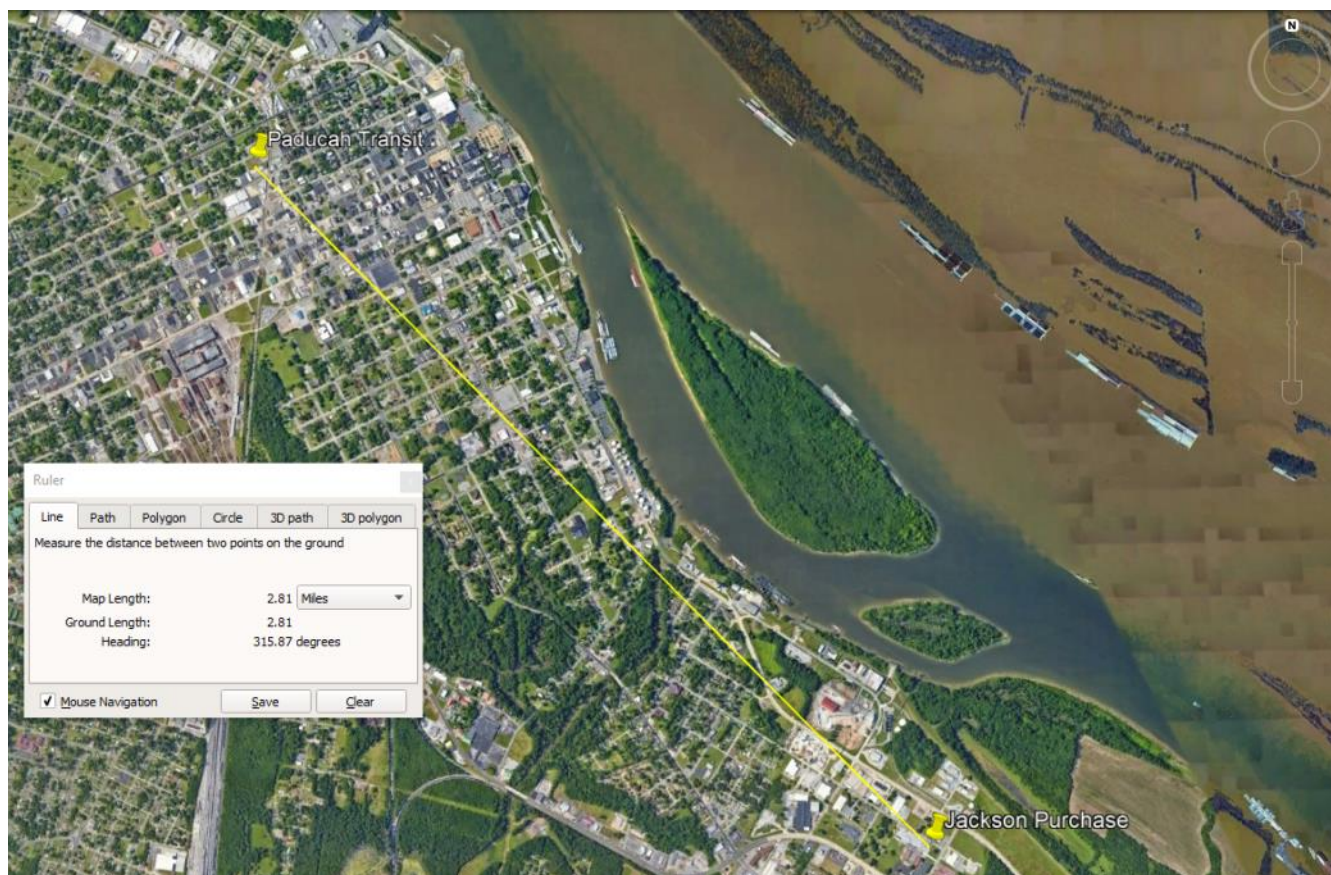 N
Paducah Transit
Ruler
Line Path Polygon Circle 3D path 3D polygon
Measure the distance between two points on the ground
Map Length: 2.81 Miles
Ground Length: 2.81
Heading: 315.87 degrees
Mouse Navigation Save Clear
Jackson Purchase